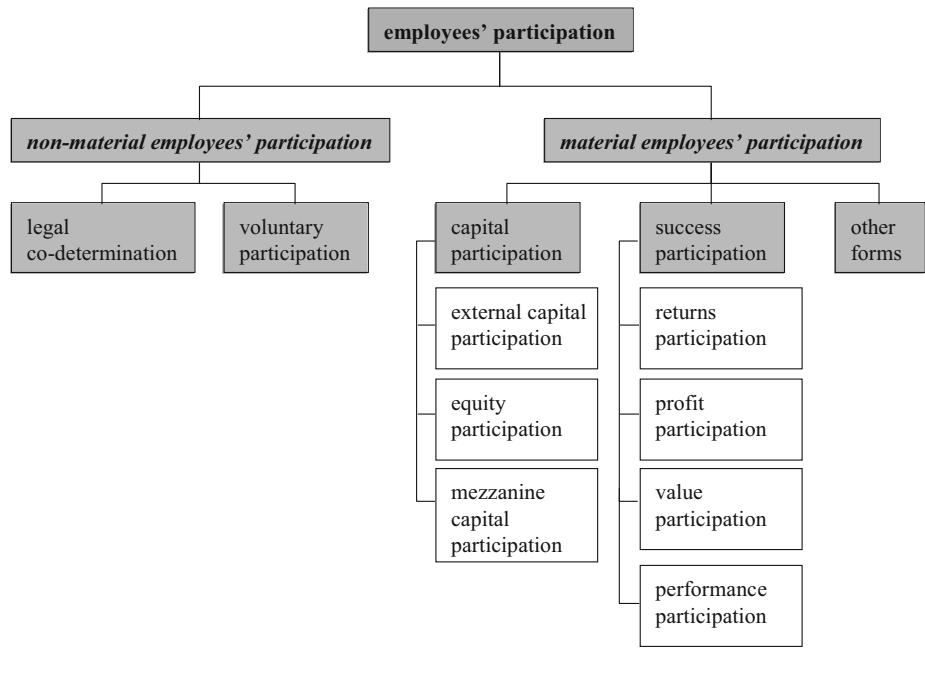 employees’ participation
non-material employees’ participation
material employees’ participation
legal
co-determination
voluntary
participation
capital
participation
success
participation
other
forms
external capital
participation
returns
participation
equity
participation
profit
participation
mezzanine
capital
participation
value
participation
performance
participation